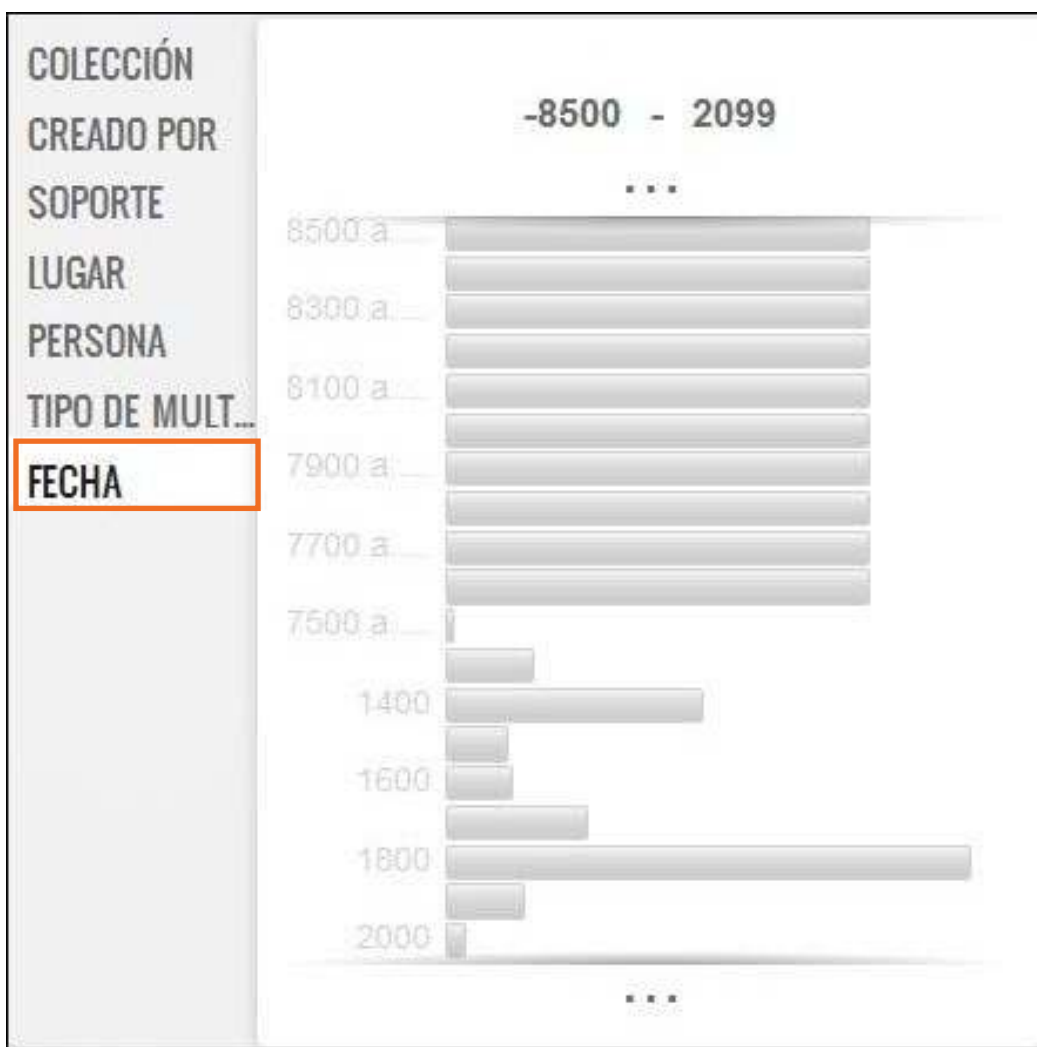 COLECCIÓN
CREADO POR
SOPORTE
LUGAR
PERSONA
TIPO DE MULT...
FECHA
-8500 - 2099
...
8500 a...
8300 a...
8100 a...
7900 a...
7700 a...
7500 a...
1400
1600
1800
2000
...